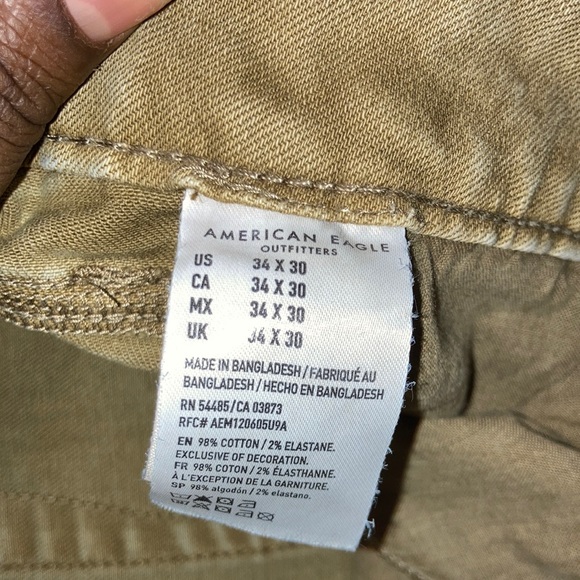 AMERICAN EAGLE
OUTFITTERS
US 34 X 30
CA 34 X 30
MX 34 X 30
UK 34 X 30
MADE IN BANGLADESH / FABRIQUÉ AU
BANGLADESH / HECHO EN BANGLADESH
RN 54485/CA 03873
RFC# AEM120605U9A
EN 98% COTTON / 2% ELASTANE.
EXCLUSIVE OF DECORATION.
FR 98% COTON / 2% ÉLASTHANNE.
À L'EXCEPTION DE LA GARNITURE.
SP 98% algodón / 2% elastano.